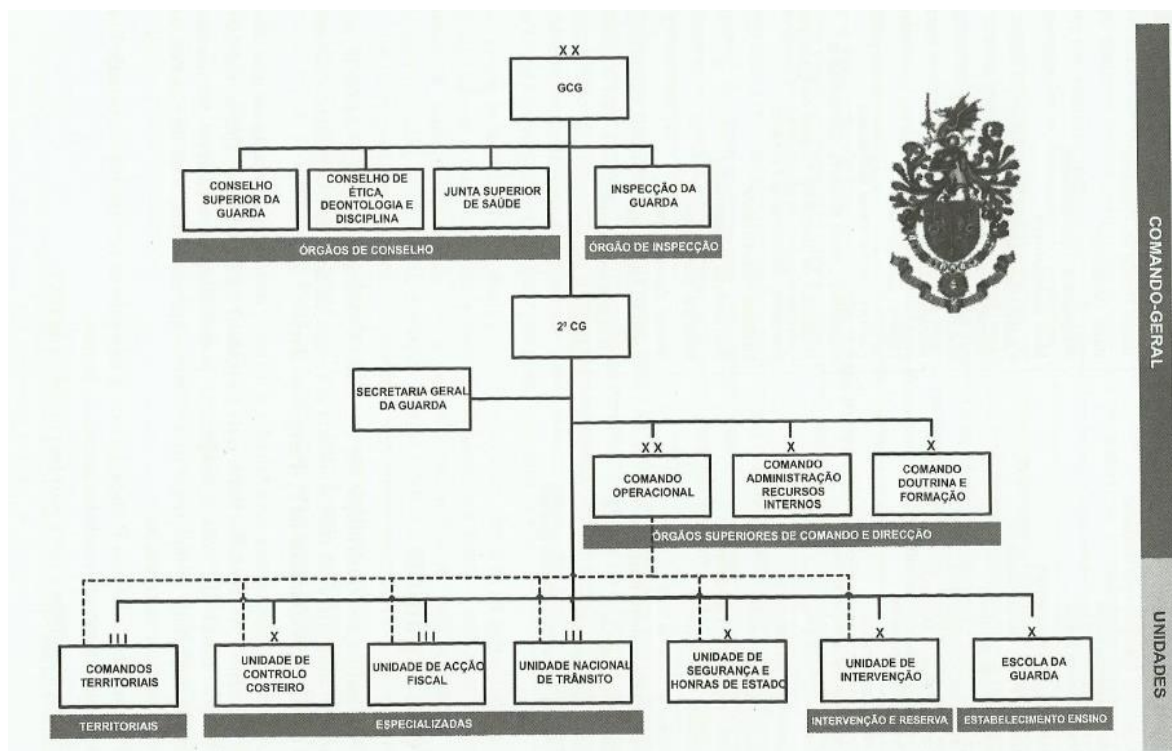 X X
GCG
CONSELHO
SUPERIOR DA
GUARDA
CONSELHO DE
ÉTICA,
DEONTOLOGIA E
DISCIPLINA
JUNTA SUPERIOR
DE SAÚDE
INSPECÇÃO DA
GUARDA
ÓRGÃOS DE CONSELHO
ÓRGÃO DE INSPECÇÃO
2º CG
SECRETARIA GERAL
DA GUARDA
X X
COMANDO
OPERACIONAL
X
COMANDO
ADMINISTRAÇÃO
RECURSOS
INTERNOS
X
COMANDO
DOUTRINA E
FORMAÇÃO
ÓRGÃOS SUPERIORES DE COMANDO E DIRECÇÃO
III
COMANDOS
TERRITORIAIS
X
UNIDADE DE
CONTROLO
COSTEIRO
III
UNIDADE DE ACÇÃO
FISCAL
III
UNIDADE NACIONAL
DE TRÂNSITO
X
UNIDADE DE
SEGURANÇA E
HONRAS DE ESTADO
X
UNIDADE DE
INTERVENÇÃO
X
ESCOLA DA
GUARDA
TERRITORIAIS
ESPECIALIZADAS
INTERVENÇÃO E RESERVA
ESTABELECIMENTO ENSINO
COMANDO-GERAL
UNIDADES